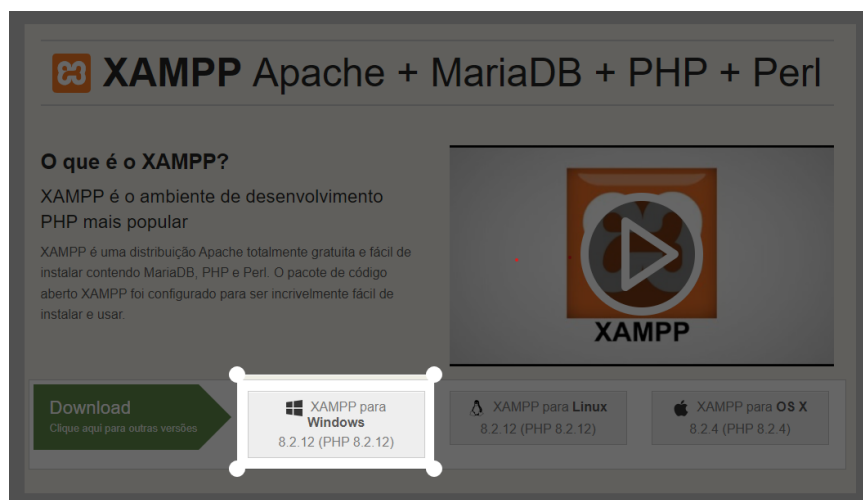 XAMPP Apache + MariaDB + PHP + Perl
O que é o XAMPP?
XAMPP é o ambiente de desenvolvimento
PHP mais popular
XAMPP é uma distribuição Apache totalmente gratuita e fácil de
instalar contendo MariaDB, PHP e Perl. O pacote de código
aberto XAMPP foi configurado para ser incrivelmente fácil de
instalar e usar.
XAMPP
Download
Clique aqui para outras versões
XAMPP para
Windows
8.2.12 (PHP 8.2.12)
XAMPP para Linux
8.2.12 (PHP 8.2.12)
XAMPP para OS X
8.2.4 (PHP 8.2.4)